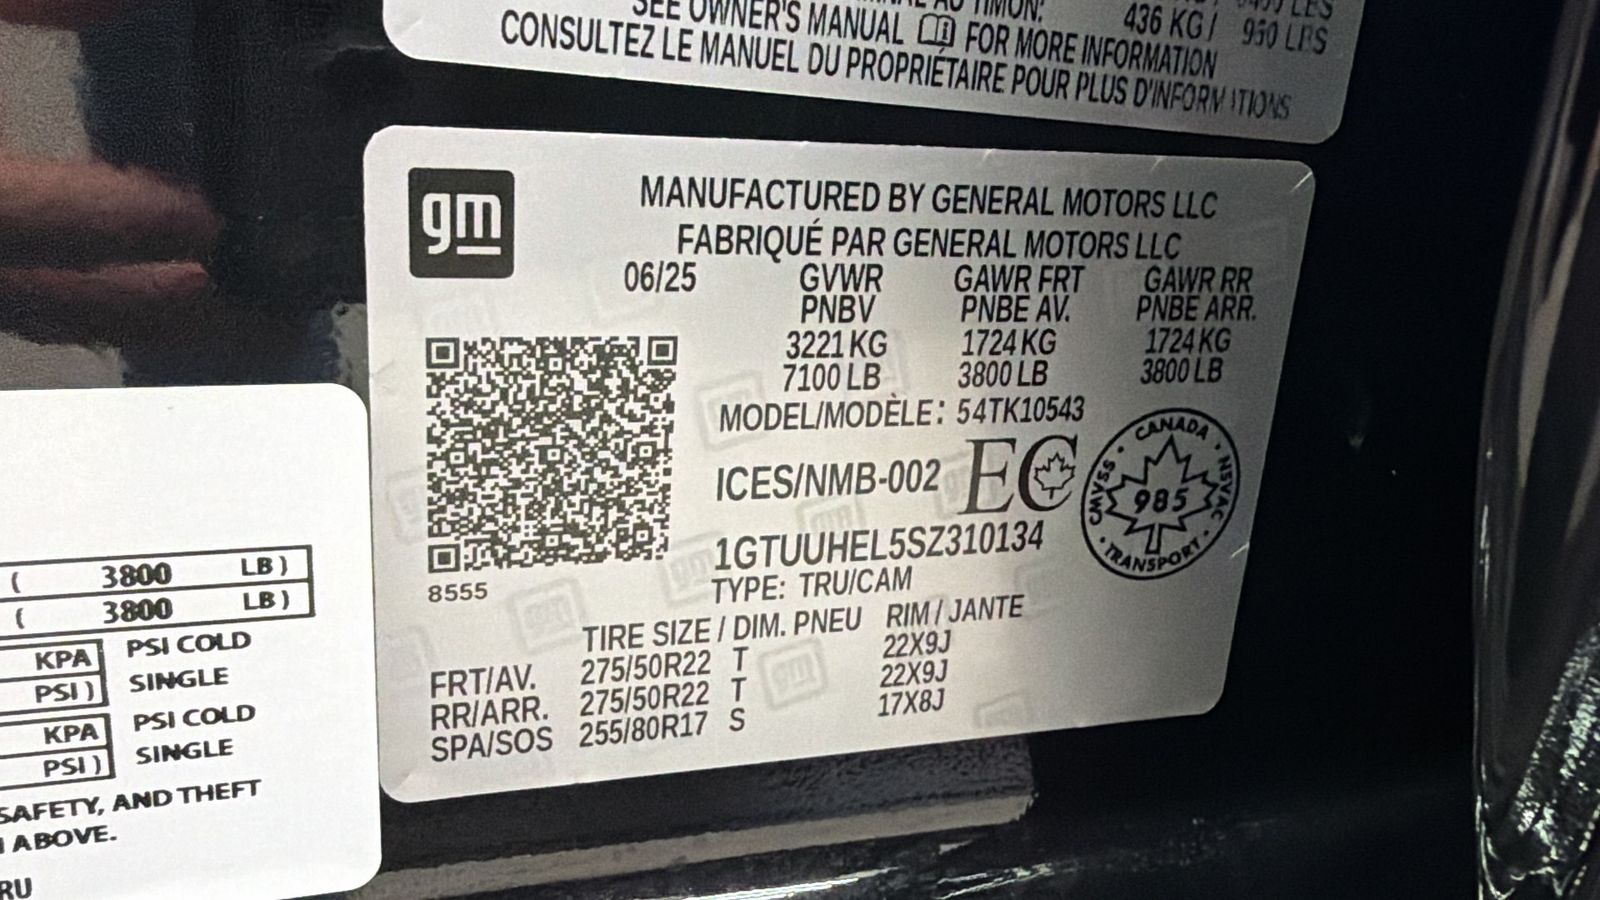 436 KG / 950 LBS
SEE OWNER'S MANUAL FOR MORE INFORMATION
CONSULTEZ LE MANUEL DU PROPRIÉTAIRE POUR PLUS D'INFORMATIONS
gm
MANUFACTURED BY GENERAL MOTORS LLC
FABRIQUÉ PAR GENERAL MOTORS LLC
06/25 GVWR GAWR FRT GAWR RR
PNBV PNBE AV. PNBE ARR.
3221 KG 1724 KG 1724 KG
7100 LB 3800 LB 3800 LB
MODEL/MODÈLE: 54TK10543
ICES/NMB-002 EC
CANADA · NSVAC · TRANSPORT · CMVSS ·
985
1GTUUHEL5SZ310134
8555
TYPE: TRU/CAM
TIRE SIZE / DIM. PNEU RIM / JANTE
FRT/AV. 275/50R22 T 22X9J
RR/ARR. 275/50R22 T 22X9J
SPA/SOS 255/80R17 S 17X8J
( 3800 LB )
( 3800 LB )
KPA PSI COLD
PSI ) SINGLE
KPA PSI COLD
PSI ) SINGLE
SAFETY, AND THEFT
ABOVE.
RU